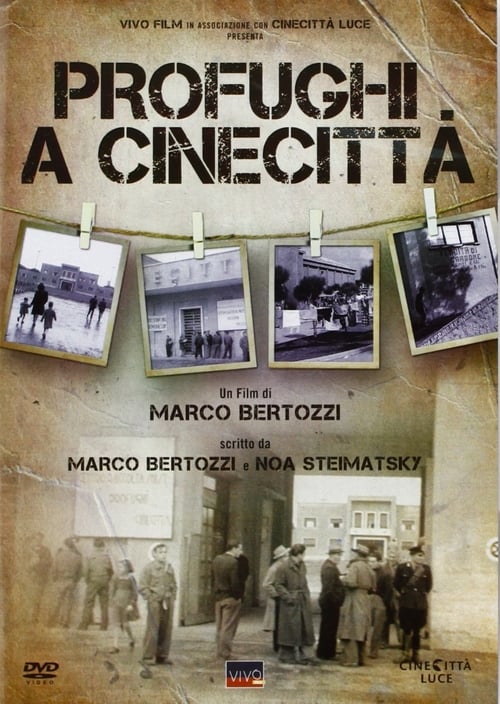 VIVO FILM IN ASSOCIAZIONE CON CINECITTÀ LUCE
PRESENTA
PROFUGHI
A CINECITTÀ
ECITT
Un Film di
MARCO BERTOZZI
scritto da
MARCO BERTOZZI e NOA STEIMATSKY
DVD
VIDEO
VIVO
CINECITTÀ
LUCE